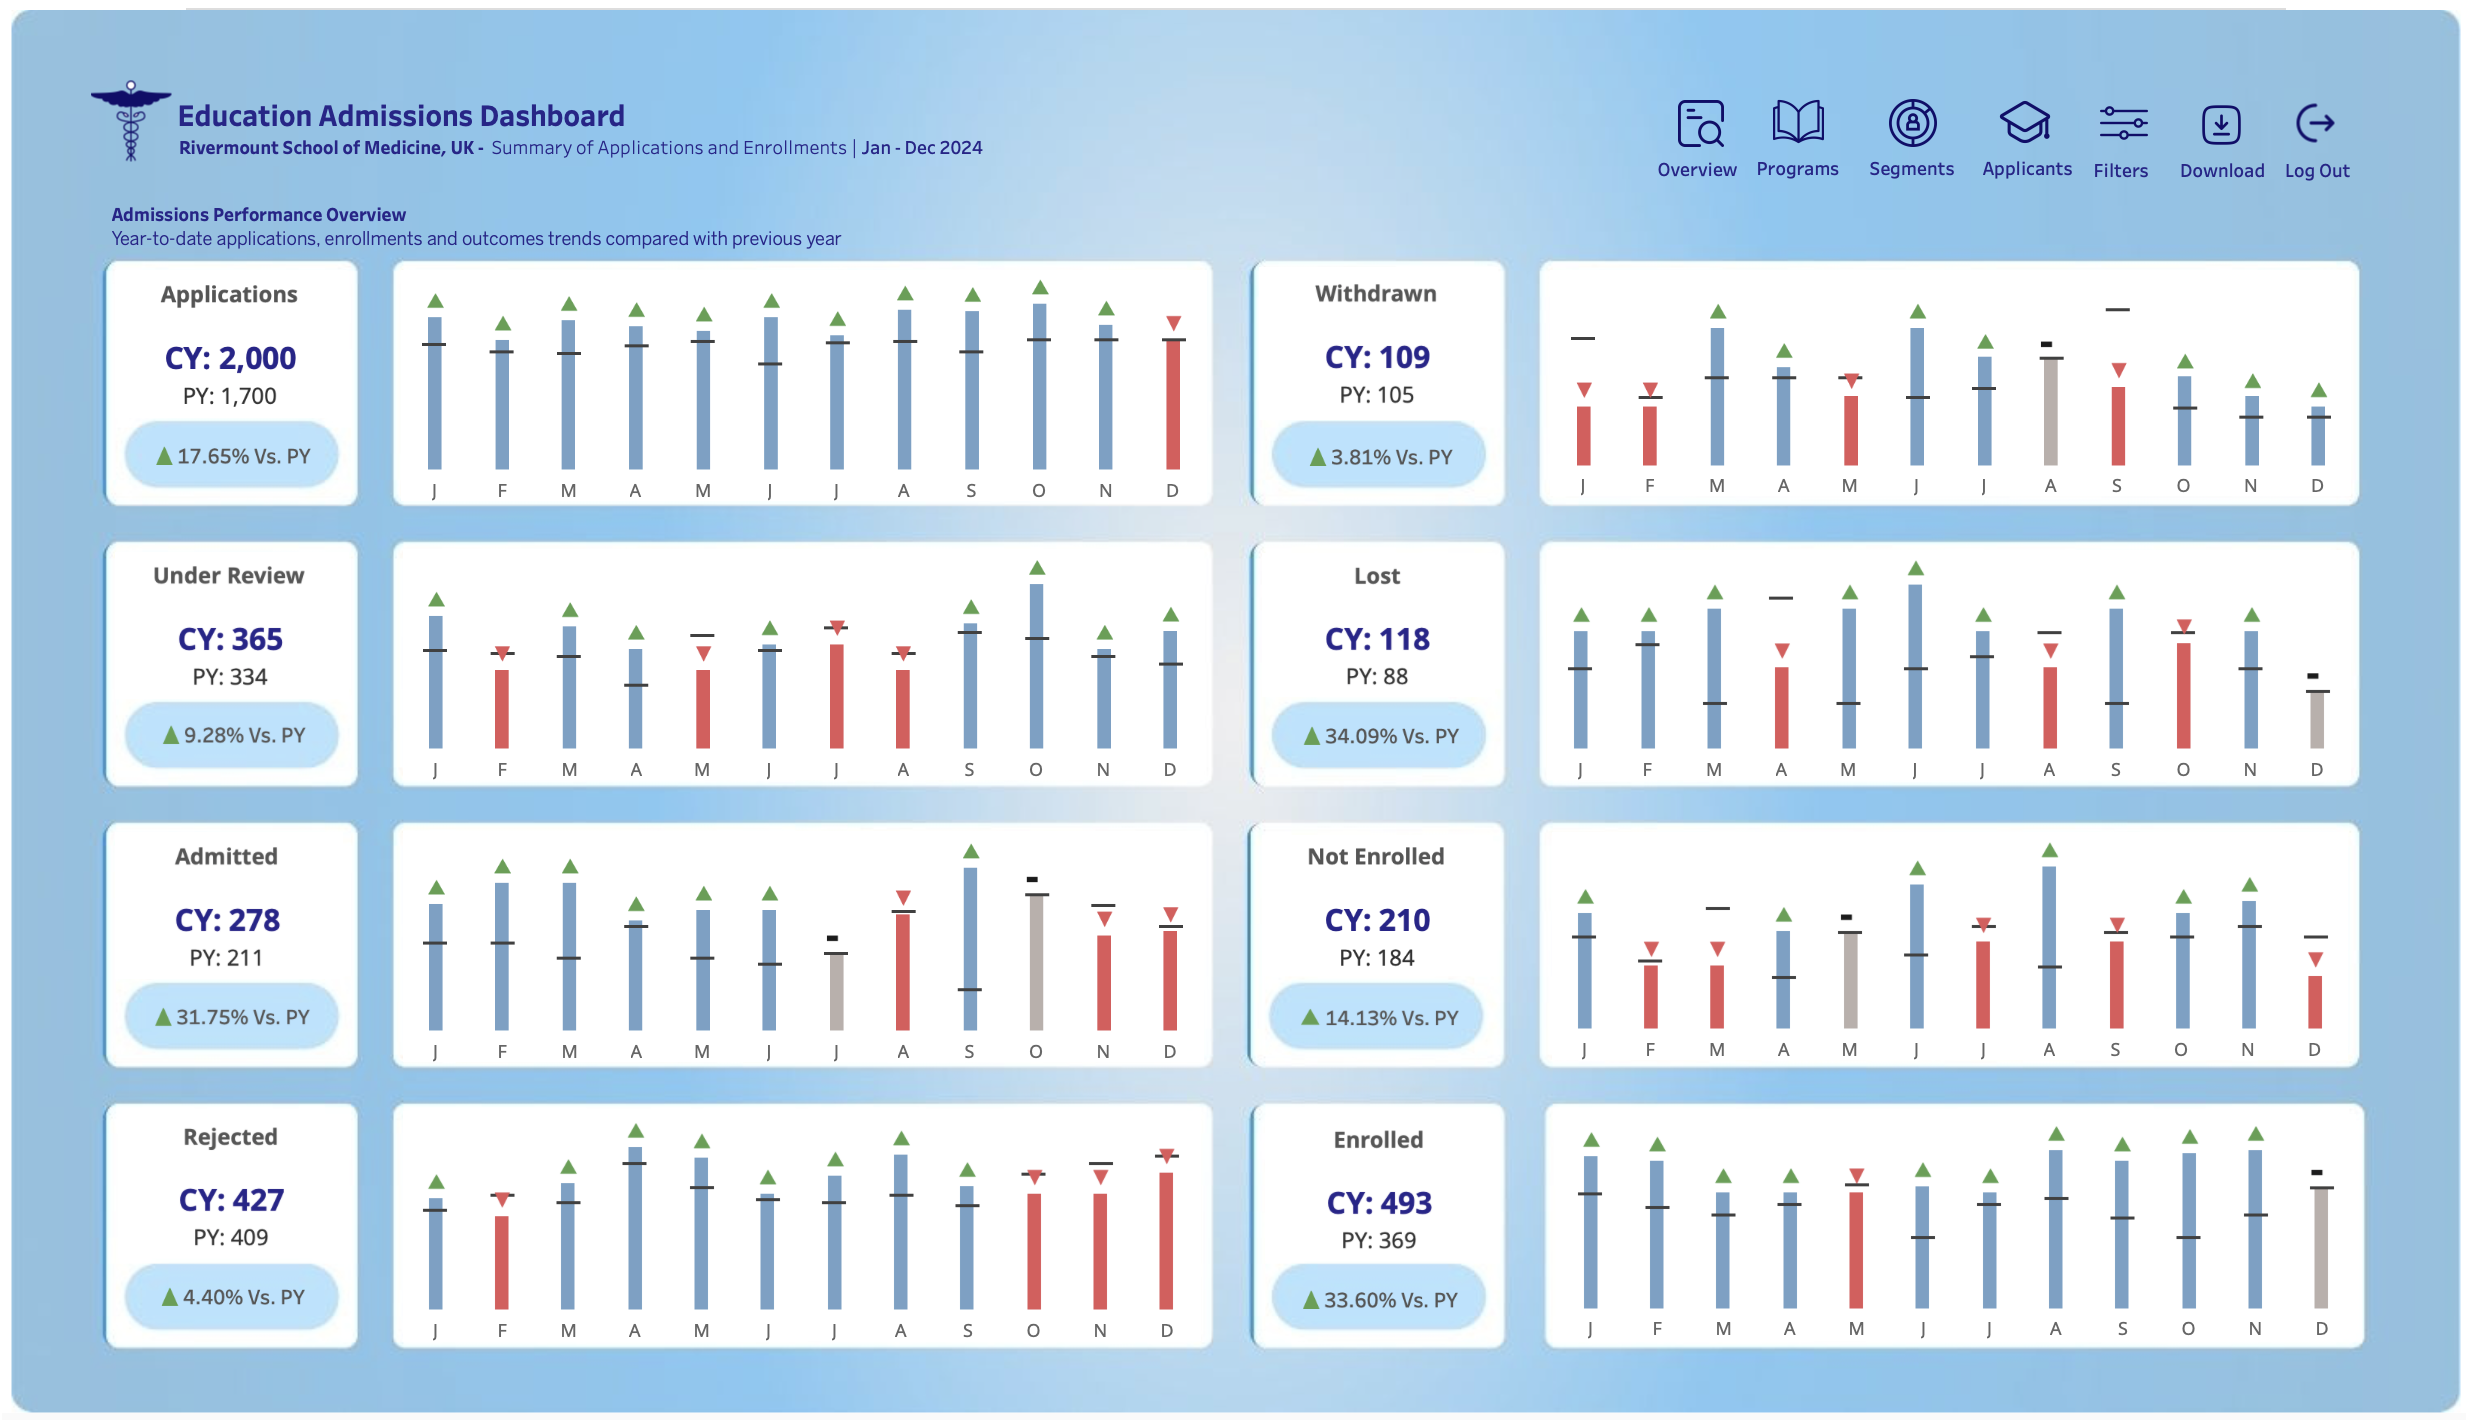 Education Admissions Dashboard
Rivermount School of Medicine, UK - Summary of Applications and Enrollments | Jan - Dec 2024
Overview Programs Segments Applicants Filters Download Log Out
Admissions Performance Overview
Year-to-date applications, enrollments and outcomes trends compared with previous year
Applications
CY: 2,000
PY: 1,700
▲ 17.65% Vs. PY
J F M A M J J A S O N D
Withdrawn
CY: 109
PY: 105
▲ 3.81% Vs. PY
J F M A M J J A S O N D
Under Review
CY: 365
PY: 334
▲ 9.28% Vs. PY
J F M A M J J A S O N D
Lost
CY: 118
PY: 88
▲ 34.09% Vs. PY
J F M A M J J A S O N D
Admitted
CY: 278
PY: 211
▲ 31.75% Vs. PY
J F M A M J J A S O N D
Not Enrolled
CY: 210
PY: 184
▲ 14.13% Vs. PY
J F M A M J J A S O N D
Rejected
CY: 427
PY: 409
▲ 4.40% Vs. PY
J F M A M J J A S O N D
Enrolled
CY: 493
PY: 369
▲ 33.60% Vs. PY
J F M A M J J A S O N D